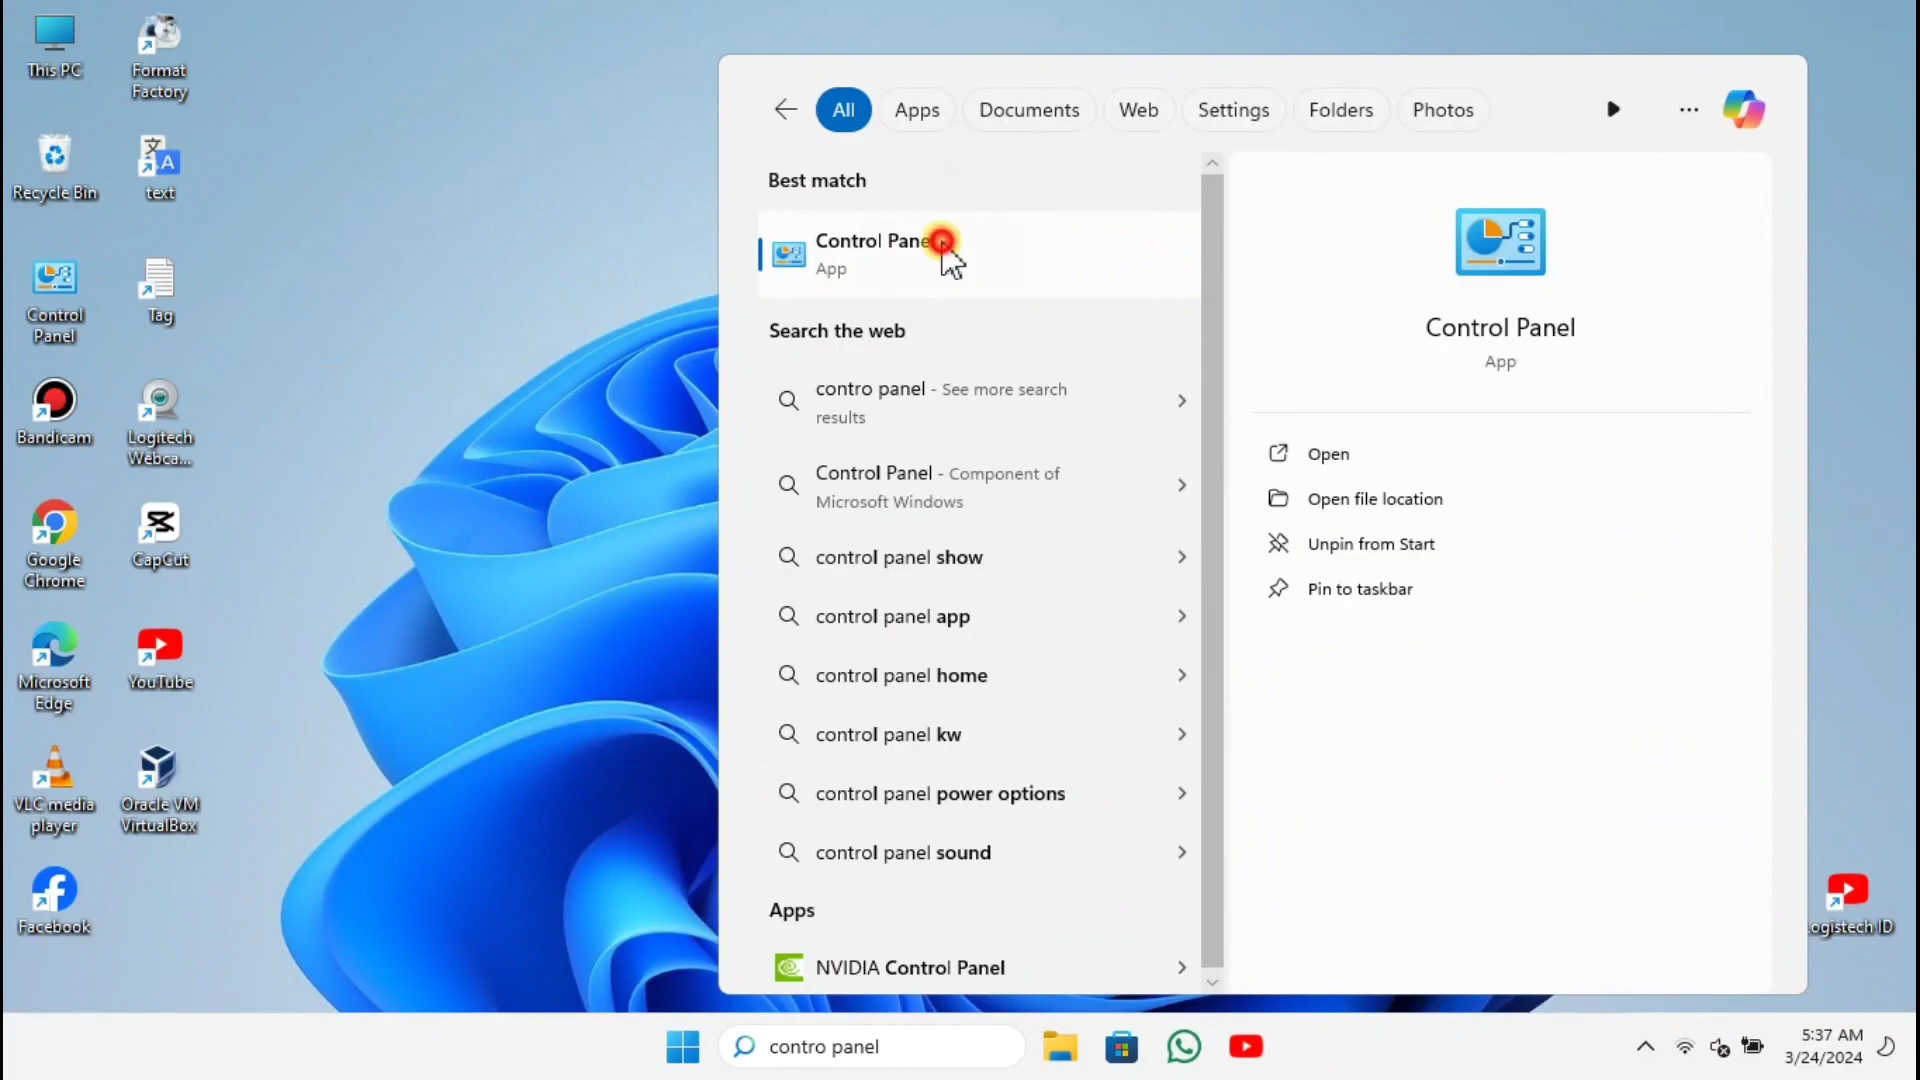 This PC
Format
Factory
Recycle Bin
text
Control
Panel
Tag
Bandicam
Logitech
Webca...
Google
Chrome
CapCut
Microsoft
Edge
YouTube
VLC media
player
Oracle VM
VirtualBox
Facebook
All
Apps
Documents
Web
Settings
Folders
Photos
Best match
Control Pane
App
Search the web
contro panel - See more search
results
Control Panel - Component of
Microsoft Windows
control panel show
control panel app
control panel home
control panel kw
control panel power options
control panel sound
Apps
NVIDIA Control Panel
Control Panel
App
Open
Open file location
Unpin from Start
Pin to taskbar
ogistech ID
contro panel
5:37 AM
3/24/2024